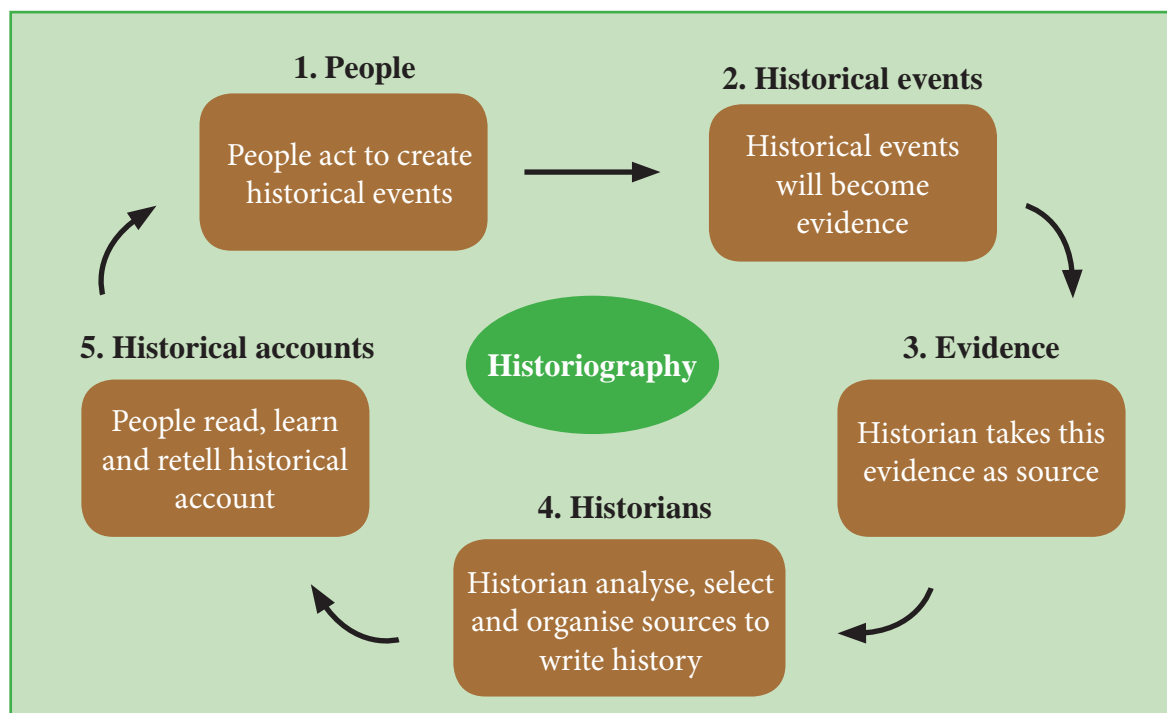 1. People
People act to create
historical events
2. Historical events
Historical events
will become
evidence
3. Evidence
Historian takes this
evidence as source
4. Historians
Historian analyse, select
and organise sources to
write history
5. Historical accounts
People read, learn
and retell historical
account
Historiography